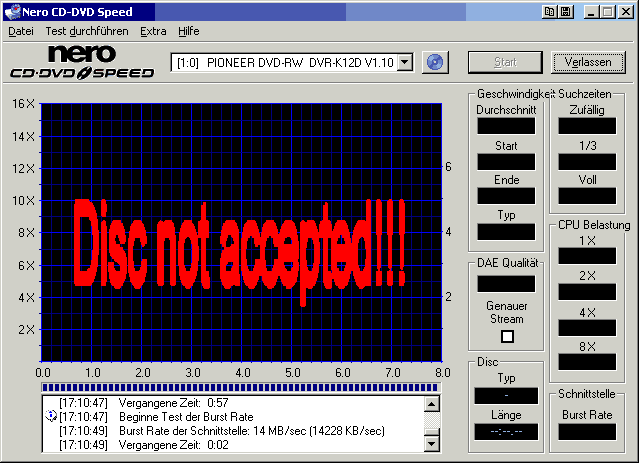 Nero CD-DVD Speed
Datei Test durchführen Extra Hilfe
nero
CD·DVD SPEED
[1:0] PIONEER DVD-RW DVR-K12D V1.10
Start
Verlassen
16 X
14 X
12 X
10 X
8 X
6 X
4 X
2 X
6
4
2
0.0 1.0 2.0 3.0 4.0 5.0 6.0 7.0 8.0
Disc not accepted!!!
Geschwindigkeit
Durchschnitt
Start
Ende
Typ
Suchzeiten
Zufällig
1/3
Voll
DAE Qualität
Genauer
Stream
CPU Belastung
1 X
2 X
4 X
8 X
Disc
Typ
-
Länge
--:--.--
Schnittstelle
Burst Rate
[17:10:47] Vergangene Zeit: 0:57
[17:10:47] Beginne Test der Burst Rate
[17:10:49] Burst Rate der Schnittstelle: 14 MB/sec (14228 KB/sec)
[17:10:49] Vergangene Zeit: 0:02